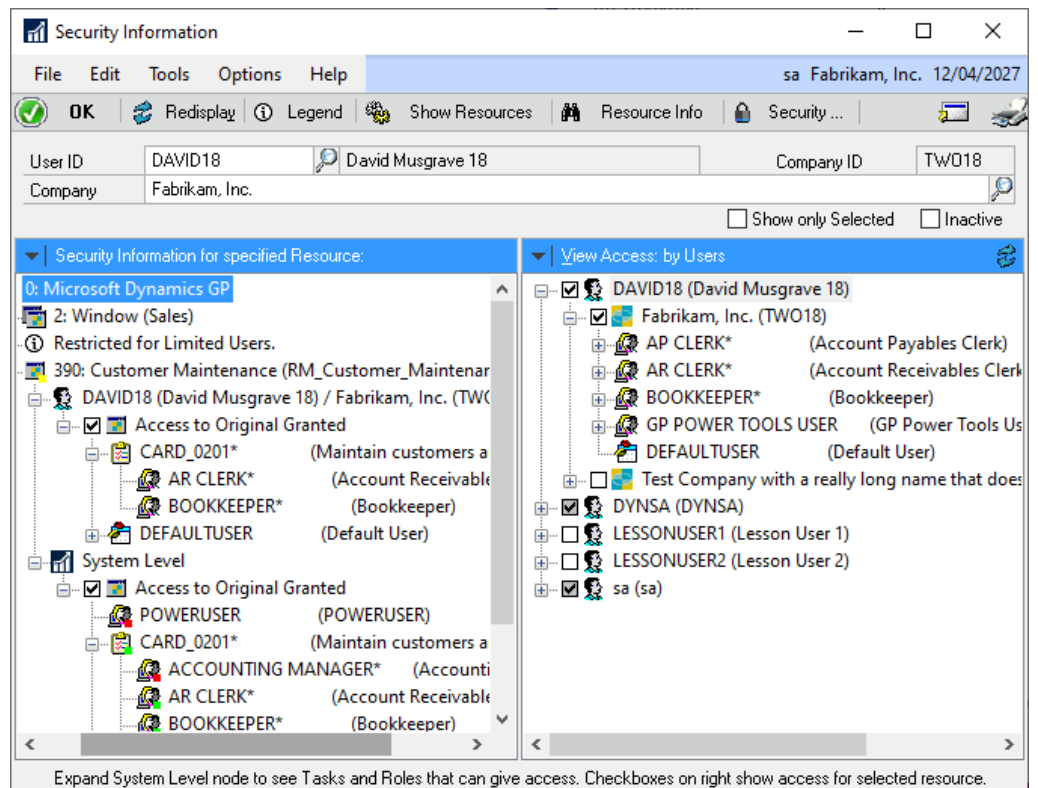 Security Information
File Edit Tools Options Help sa Fabrikam, Inc. 12/04/2027
OK Redisplay Legend Show Resources Resource Info Security ...
User ID DAVID18 David Musgrave 18 Company ID TWO18
Company Fabrikam, Inc.
Show only Selected Inactive
Security Information for specified Resource:
0: Microsoft Dynamics GP
2: Window (Sales)
Restricted for Limited Users.
390: Customer Maintenance (RM_Customer_Maintenar
DAVID18 (David Musgrave 18) / Fabrikam, Inc. (TWO
Access to Original Granted
CARD_0201* (Maintain customers a
AR CLERK* (Account Receivable
BOOKKEEPER* (Bookkeeper)
DEFAULTUSER (Default User)
System Level
Access to Original Granted
POWERUSER (POWERUSER)
CARD_0201* (Maintain customers a
ACCOUNTING MANAGER* (Accounti
AR CLERK* (Account Receivable
BOOKKEEPER* (Bookkeeper)
View Access: by Users
DAVID18 (David Musgrave 18)
Fabrikam, Inc. (TWO18)
AP CLERK* (Account Payables Clerk)
AR CLERK* (Account Receivables Clerk
BOOKKEEPER* (Bookkeeper)
GP POWER TOOLS USER (GP Power Tools Us
DEFAULTUSER (Default User)
Test Company with a really long name that does
DYNSA (DYNSA)
LESSONUSER1 (Lesson User 1)
LESSONUSER2 (Lesson User 2)
sa (sa)
Expand System Level node to see Tasks and Roles that can give access. Checkboxes on right show access for selected resource.